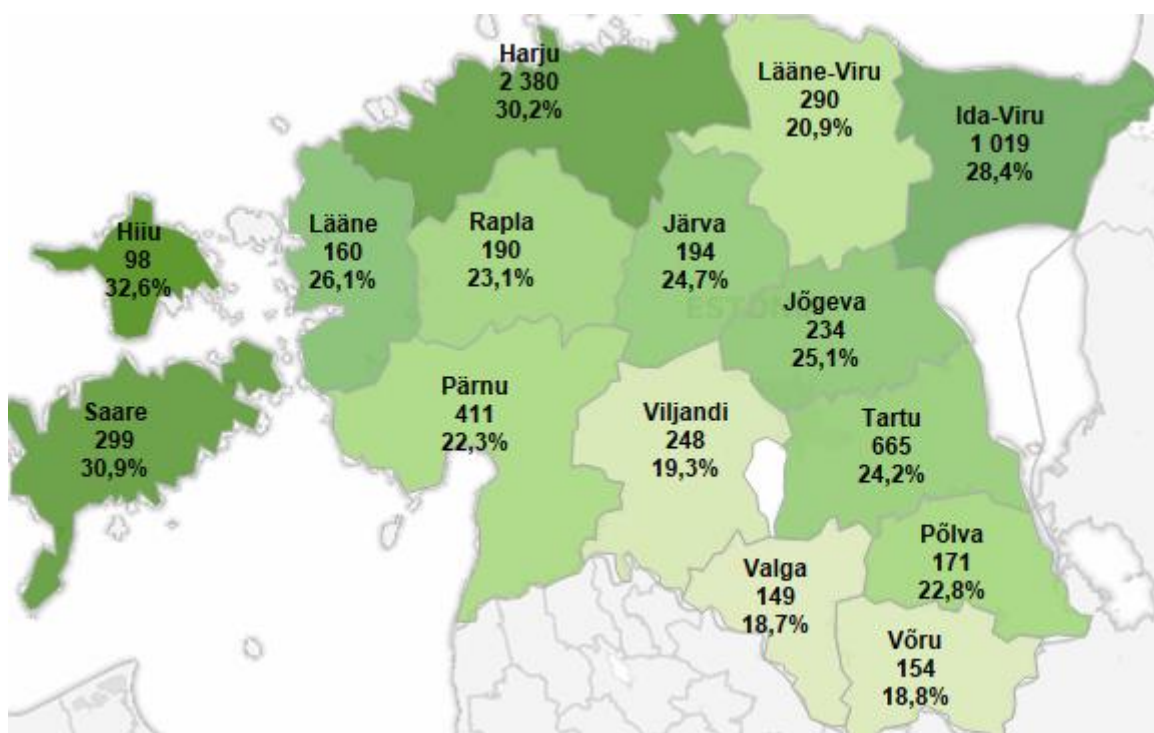 Harju
2 380
30,2%
Lääne-Viru
290
20,9%
Ida-Viru
1 019
28,4%
Hiiu
98
32,6%
Lääne
160
26,1%
Rapla
190
23,1%
Järva
194
24,7%
Jõgeva
234
25,1%
Saare
299
30,9%
Pärnu
411
22,3%
Viljandi
248
19,3%
Tartu
665
24,2%
Põlva
171
22,8%
Valga
149
18,7%
Võru
154
18,8%